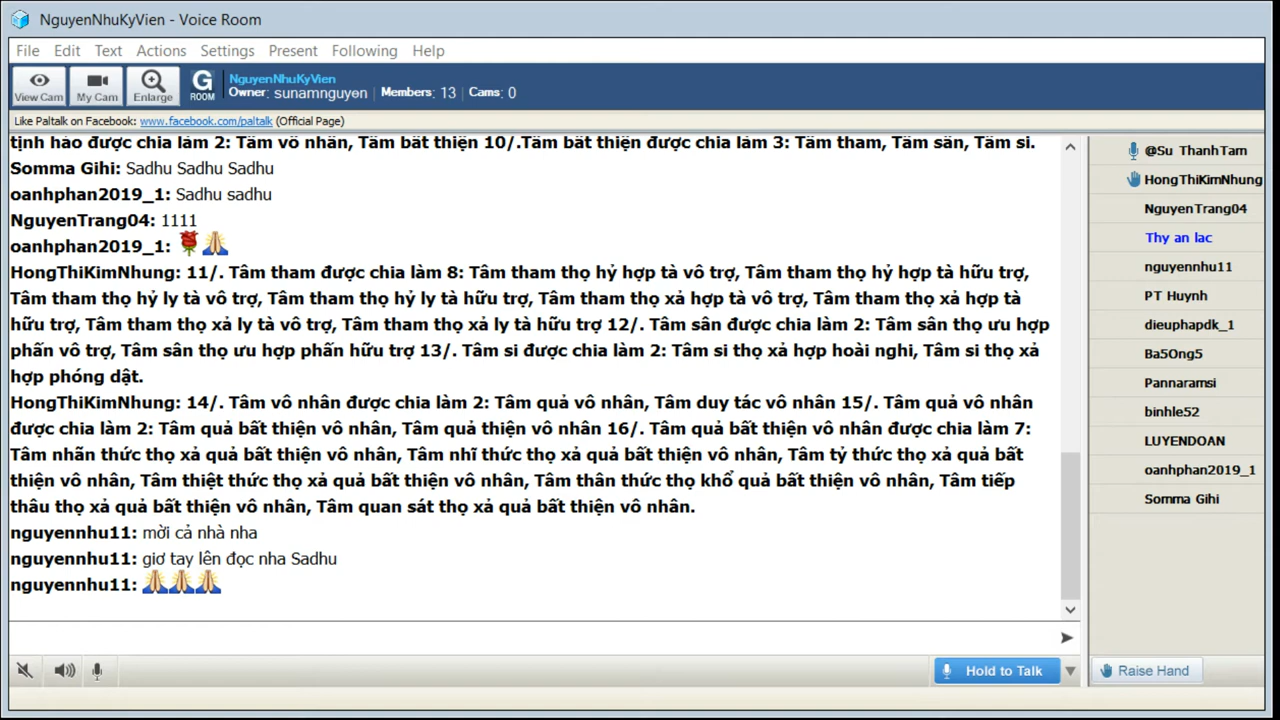 NguyenNhuKyVien - Voice Room
File Edit Text Actions Settings Present Following Help
View Cam My Cam Enlarge G ROOM
NguyenNhuKyVien
Owner: sunamnguyen | Members: 13 | Cams: 0
Like Paltalk on Facebook: www.facebook.com/paltalk (Official Page)
tịnh hảo được chia làm 2: Tâm vô nhân, Tâm bất thiện 10/.Tâm bất thiện được chia làm 3: Tâm tham, Tâm sân, Tâm si.
Somma Gihi: Sadhu Sadhu Sadhu
oanhphan2019_1: Sadhu sadhu
NguyenTrang04: 1111
oanhphan2019_1: 🌹🙏
HongThiKimNhung: 11/. Tâm tham được chia làm 8: Tâm tham thọ hỷ hợp tà vô trợ, Tâm tham thọ hỷ hợp tà hữu trợ,
Tâm tham thọ hỷ ly tà vô trợ, Tâm tham thọ hỷ ly tà hữu trợ, Tâm tham thọ xả hợp tà vô trợ, Tâm tham thọ xả hợp tà
hữu trợ, Tâm tham thọ xả ly tà vô trợ, Tâm tham thọ xả ly tà hữu trợ 12/. Tâm sân được chia làm 2: Tâm sân thọ ưu hợp
phấn vô trợ, Tâm sân thọ ưu hợp phấn hữu trợ 13/. Tâm si được chia làm 2: Tâm si thọ xả hợp hoài nghi, Tâm si thọ xả
hợp phóng dật.
HongThiKimNhung: 14/. Tâm vô nhân được chia làm 2: Tâm quả vô nhân, Tâm duy tác vô nhân 15/. Tâm quả vô nhân
được chia làm 2: Tâm quả bất thiện vô nhân, Tâm quả thiện vô nhân 16/. Tâm quả bất thiện vô nhân được chia làm 7:
Tâm nhãn thức thọ xả quả bất thiện vô nhân, Tâm nhĩ thức thọ xả quả bất thiện vô nhân, Tâm tỷ thức thọ xả quả bất
thiện vô nhân, Tâm thiệt thức thọ xả quả bất thiện vô nhân, Tâm thân thức thọ khổ quả bất thiện vô nhân, Tâm tiếp
thâu thọ xả quả bất thiện vô nhân, Tâm quan sát thọ xả quả bất thiện vô nhân.
nguyennhu11: mời cả nhà nha
nguyennhu11: giơ tay lên đọc nha Sadhu
nguyennhu11: 🙏🙏🙏
@Su ThanhTam
HongThiKimNhung
NguyenTrang04
Thy an lac
nguyennhu11
PT Huynh
dieuphapdk_1
Ba5Ong5
Pannaramsi
binhle52
LUYENDOAN
oanhphan2019_1
Somma Gihi
Hold to Talk
Raise Hand